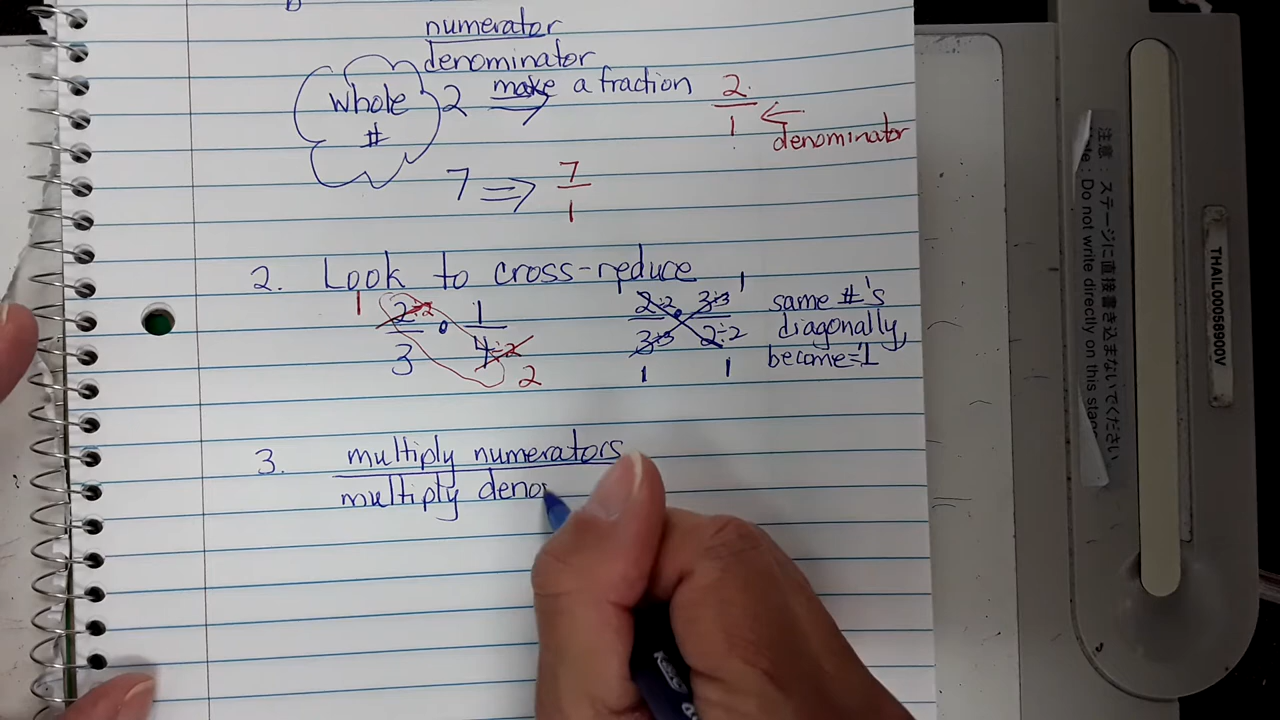 numerator
denominator
whole # 2 make a fraction ⇒ 2/1 ← denominator
7 ⇒ 7/1
2. Look to cross-reduce
1 2÷2/3 · 1/4÷2 2
2÷2/3÷3 · 3÷3/2÷2 1 1 1
same #'s
diagonally,
become=1
3. multiply numerators
multiply deno
注意：ステージに直接書き込まないでください
Note : Do not write directly on this stage
THAIL00058900V